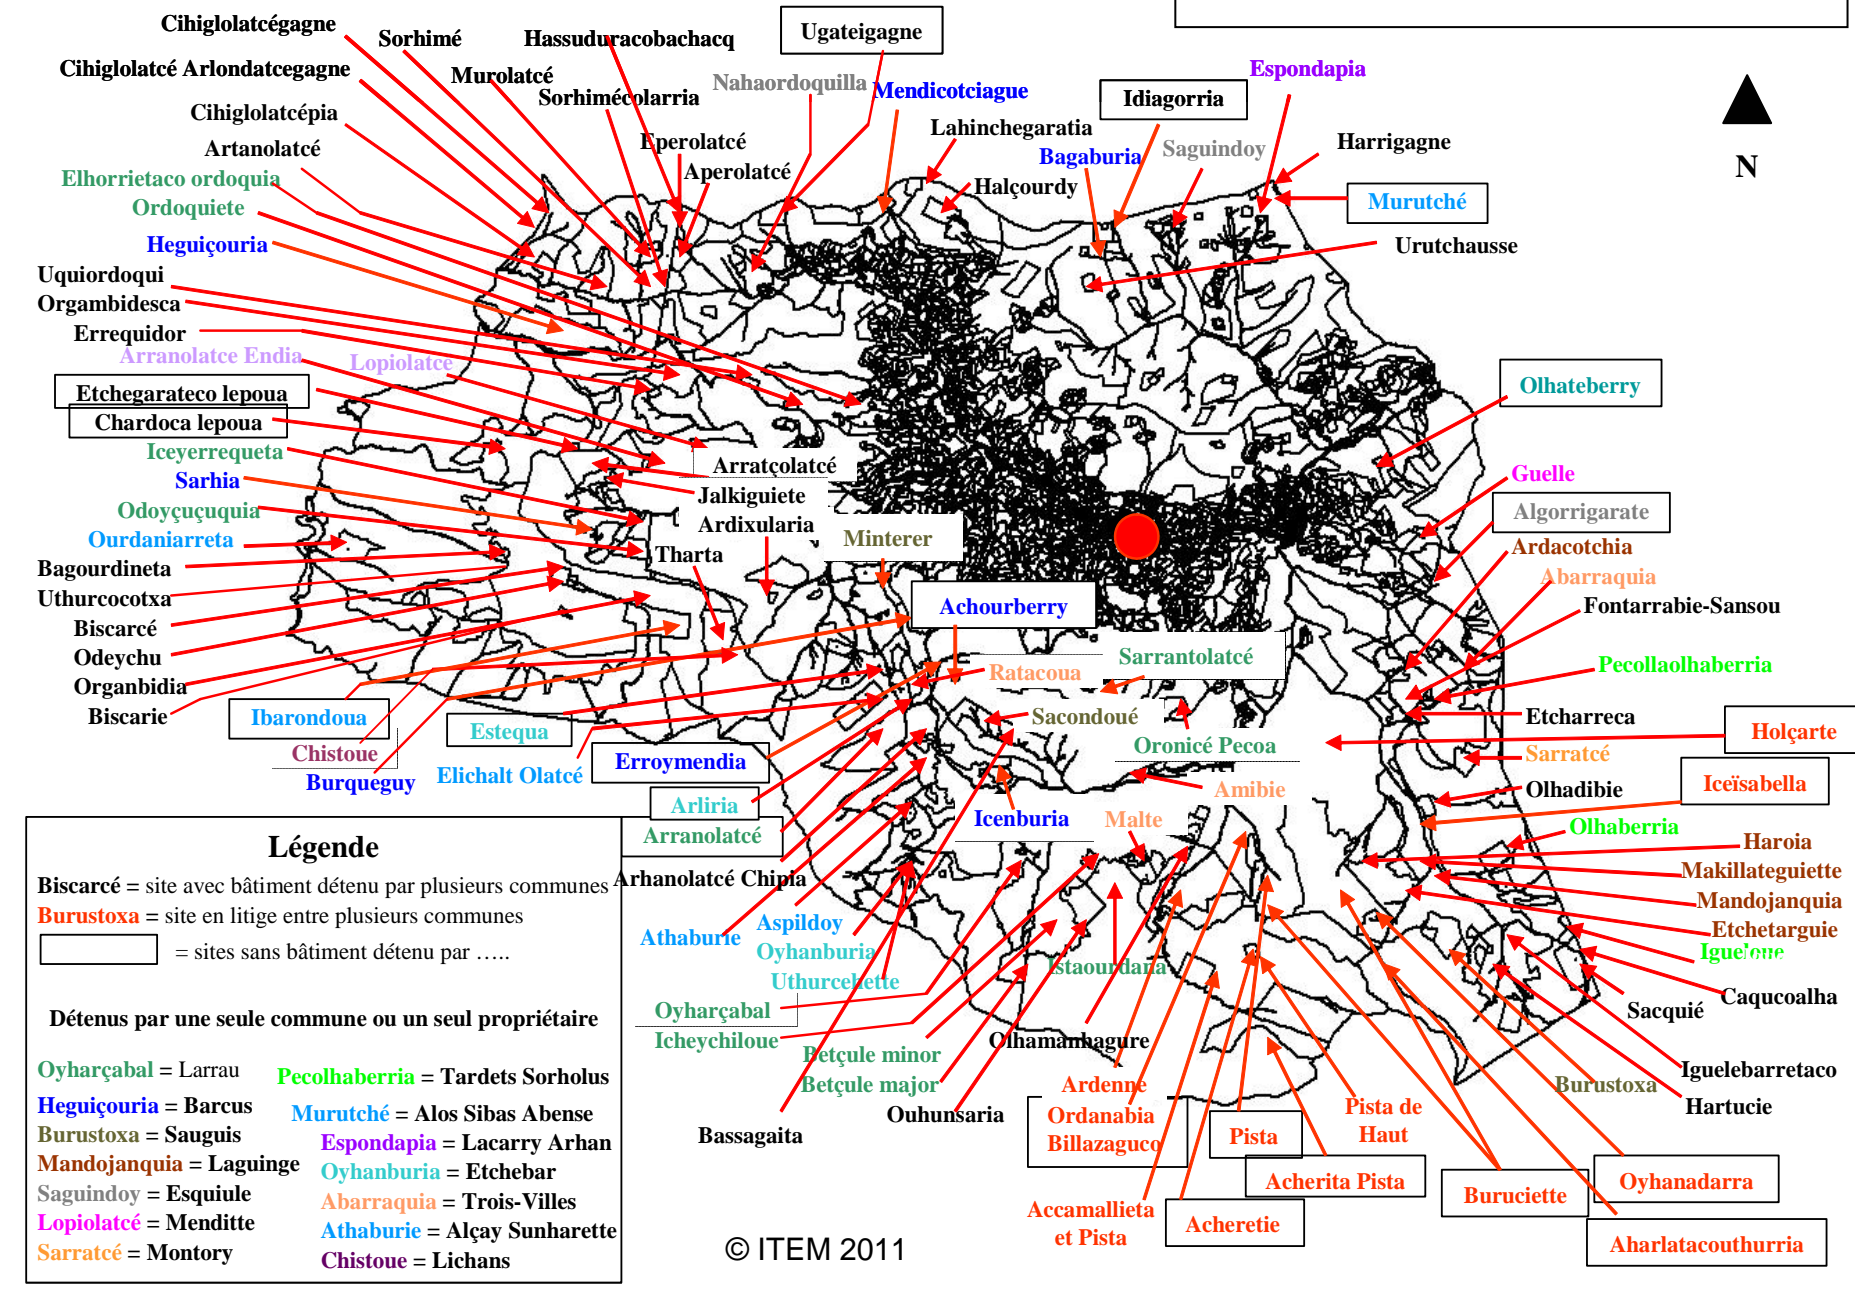 Cihiglolatcégagne
Sorhimé
Hassuduracobachacq
Ugateigagne
Cihiglolatcé Arlondatcegagne
Murolatcé
Sorhimécolarria
Nahaordoquilla
Mendicotciague
Idiagorria
Espondapia
Cihiglolatcépia
Eperolatcé
Lahinchegaratia
Bagaburia
Saguindoy
Harrigagne
N
Artanolatcé
Aperolatcé
Halçourdy
Murutché
Elhorrietaco ordoquia
Ordoquiete
Heguiçouria
Urutchausse
Uquiordoqui
Orgambidesca
Errequidor
Arranolatce Endia
Lopiolatce
Etchegarateco lepoua
Chardoca lepoua
Olhateberry
Iceyerrequeta
Arratçolatcé
Sarhia
Jalkiguiete
Guelle
Odoyçuçuquia
Ardixularia
Algorrigarate
Ourdaniarreta
Minterer
Ardacotchia
Tharta
Bagourdineta
Abarraquia
Uthurcocotxa
Achourberry
Fontarrabie-Sansou
Biscarcé
Odeychu
Sarrantolatcé
Pecollaolhaberria
Organbidia
Ratacoua
Biscarie
Ibarondoua
Estequa
Sacondoué
Etcharreca
Holçarte
Chistoue
Oronicé Pecoa
Sarratcé
Burqueguy
Elichalt Olatcé
Erroymendia
Amibie
Olhadibie
Iceïsabella
Arliria
Icenburia
Malte
Olhaberria
Arranolatcé
Haroia
Arhanolatcé Chipia
Makillateguiette
Mandojanquia
Aspildoy
Etchetarguie
Athaburie
Igueloue
Oyhanburia
Istaourdana
Uthurcehette
Caqucoalha
Sacquié
Oyharçabal
Icheychiloue
Olhamanhagure
Betçule minor
Betçule major
Iguelebarretaco
Ardenne
Burustoxa
Ouhunsaria
Ordanabia
Billazaguco
Pista de
Haut
Hartucie
Bassagaita
Pista
Acherita Pista
Buruciette
Oyhanadarra
Accamallieta
et Pista
Acheretie
Aharlatacouthurria
Légende
Biscarcé = site avec bâtiment détenu par plusieurs communes
Burustoxa = site en litige entre plusieurs communes
= sites sans bâtiment détenu par …..
Détenus par une seule commune ou un seul propriétaire
Oyharçabal = Larrau
Pecolhaberria = Tardets Sorholus
Heguiçouria = Barcus
Murutché = Alos Sibas Abense
Burustoxa = Sauguis
Espondapia = Lacarry Arhan
Mandojanquia = Laguinge
Oyhanburia = Etchebar
Saguindoy = Esquiule
Abarraquia = Trois-Villes
Lopiolatcé = Menditte
Athaburie = Alçay Sunharette
Sarratcé = Montory
Chistoue = Lichans
© ITEM 2011